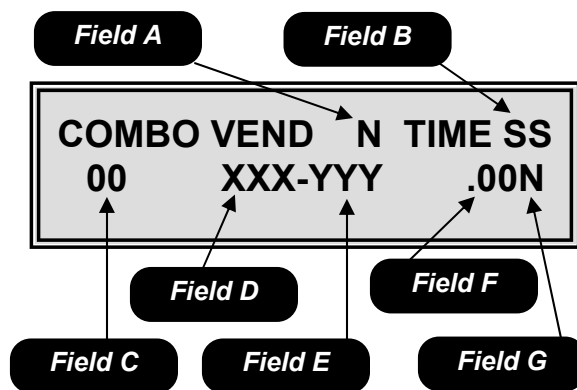 Field A
Field B
COMBO VEND N TIME SS
00 XXX-YYY .00N
Field D
Field F
Field C
Field E
Field G